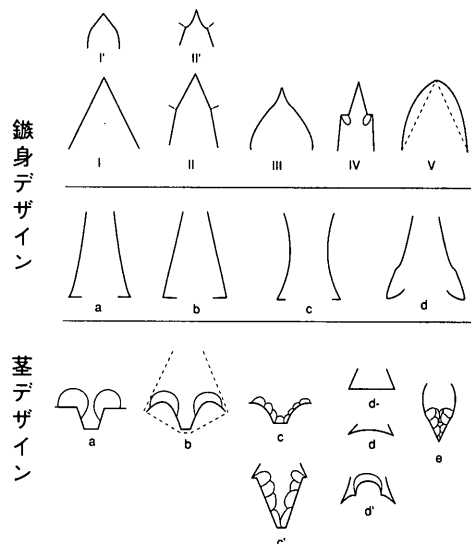 I' II'
鏃身デザイン
I II III IV V
a b c d
茎デザイン
d-
a b c d e
c' d'